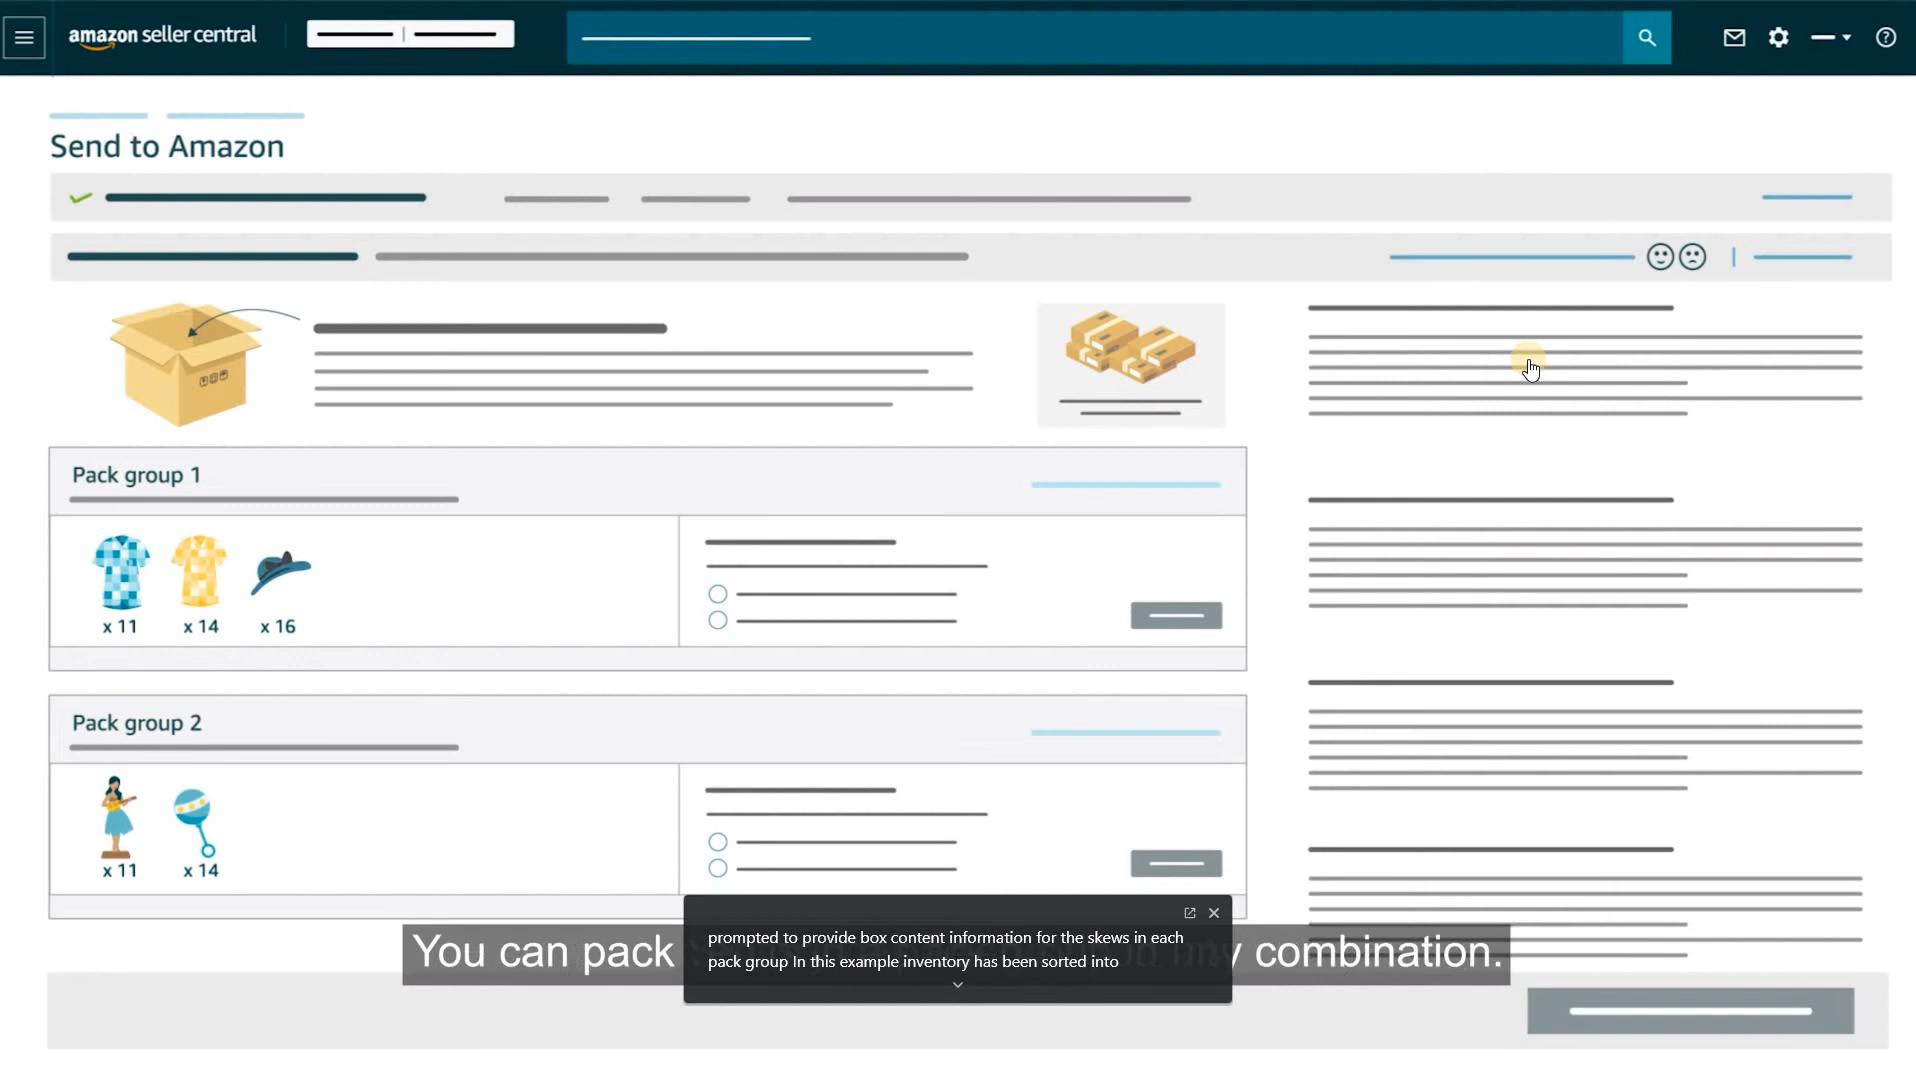 amazon seller central
Send to Amazon
Pack group 1
x 11 x 14 x 16
Pack group 2
x 11 x 14
prompted to provide box content information for the skews in each
pack group In this example inventory has been sorted into
You can pack any combination.